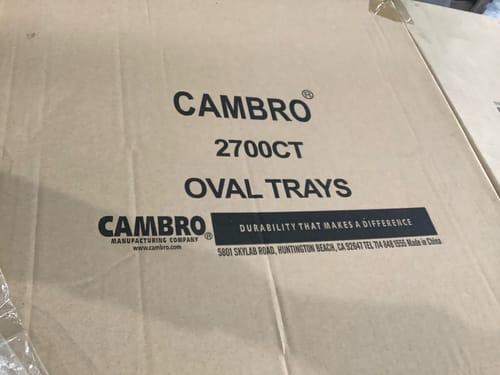 CAMBRO®
2700CT
OVAL TRAYS
CAMBRO®
MANUFACTURING COMPANY
www.cambro.com
DURABILITY THAT MAKES A DIFFERENCE
5801 SKYLAB ROAD, HUNTINGTON BEACH, CA 92647 TEL 714 848 1555 Made in China